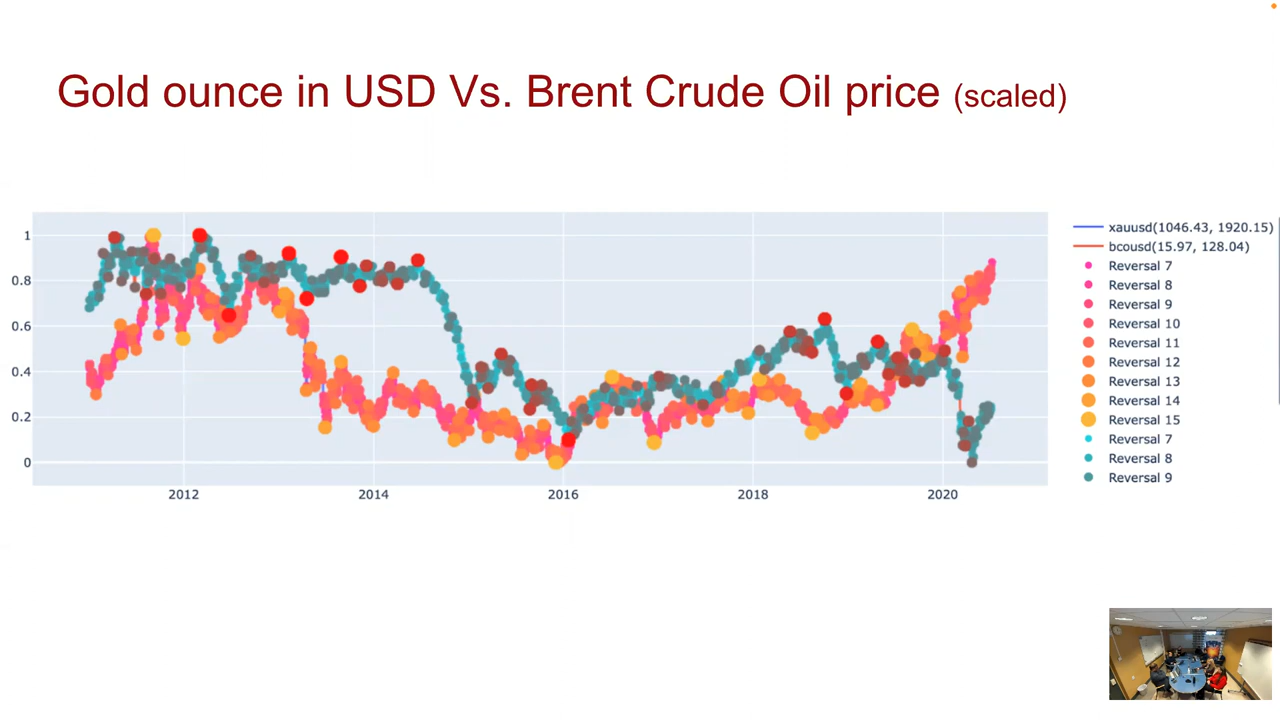 Gold ounce in USD Vs. Brent Crude Oil price (scaled)
1
0.8
0.6
0.4
0.2
0
2012
2014
2016
2018
2020
xauusd(1046.43, 1920.15)
bcousd(15.97, 128.04)
Reversal 7
Reversal 8
Reversal 9
Reversal 10
Reversal 11
Reversal 12
Reversal 13
Reversal 14
Reversal 15
Reversal 7
Reversal 8
Reversal 9